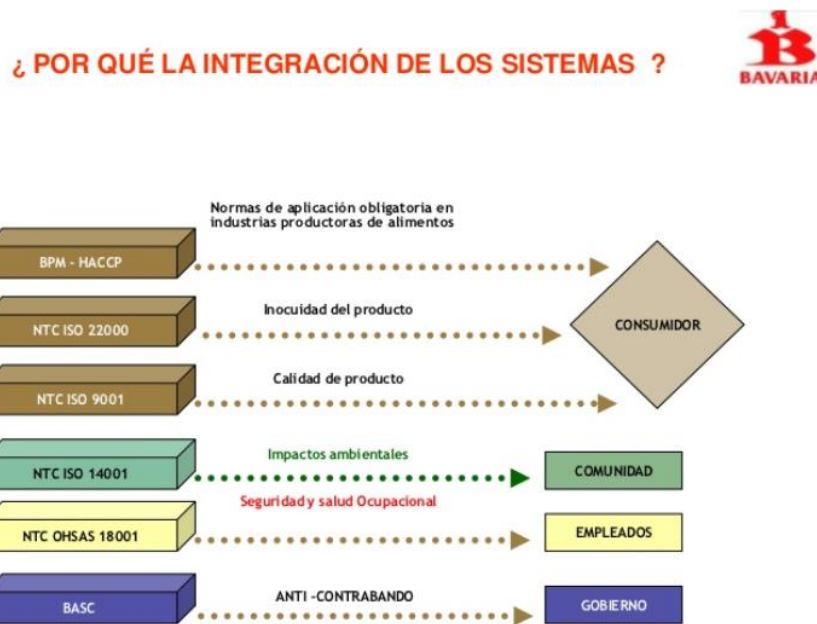 ¿ POR QUÉ LA INTEGRACIÓN DE LOS SISTEMAS ?
BAVARIA
Normas de aplicación obligatoria en
industrias productoras de alimentos
BPM - HACCP
Inocuidad del producto
NTC ISO 22000
CONSUMIDOR
Calidad de producto
NTC ISO 9001
Impactos ambientales
NTC ISO 14001
COMUNIDAD
Seguridad y salud Ocupacional
NTC OHSAS 18001
EMPLEADOS
ANTI -CONTRABANDO
BASC
GOBIERNO